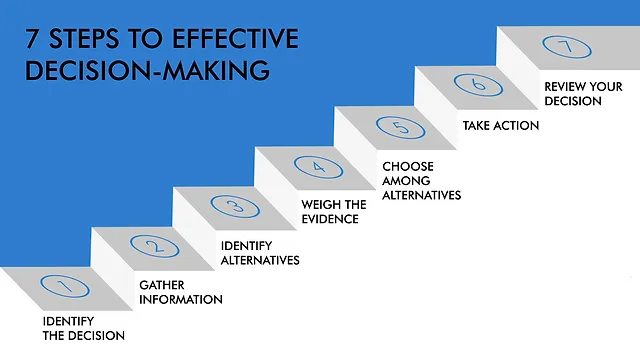 7 STEPS TO EFFECTIVE
DECISION-MAKING
1
IDENTIFY
THE DECISION
2
GATHER
INFORMATION
3
IDENTIFY
ALTERNATIVES
4
WEIGH THE
EVIDENCE
5
CHOOSE
AMONG
ALTERNATIVES
6
TAKE ACTION
7
REVIEW YOUR
DECISION